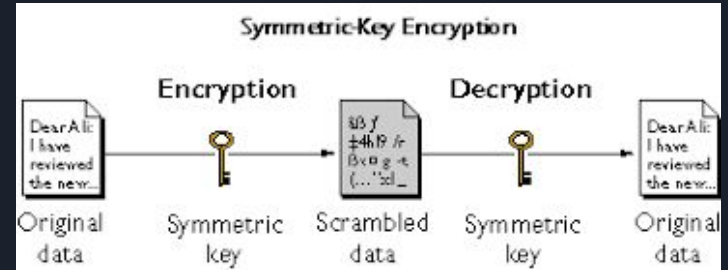 Symmetric-Key Encryption
Encryption
Decryption
Dear Ali:
I have
reviewed
the new...
Dear Ali:
I have
reviewed
the new...
Original
data
Symmetric
key
Scrambled
data
Symmetric
key
Original
data